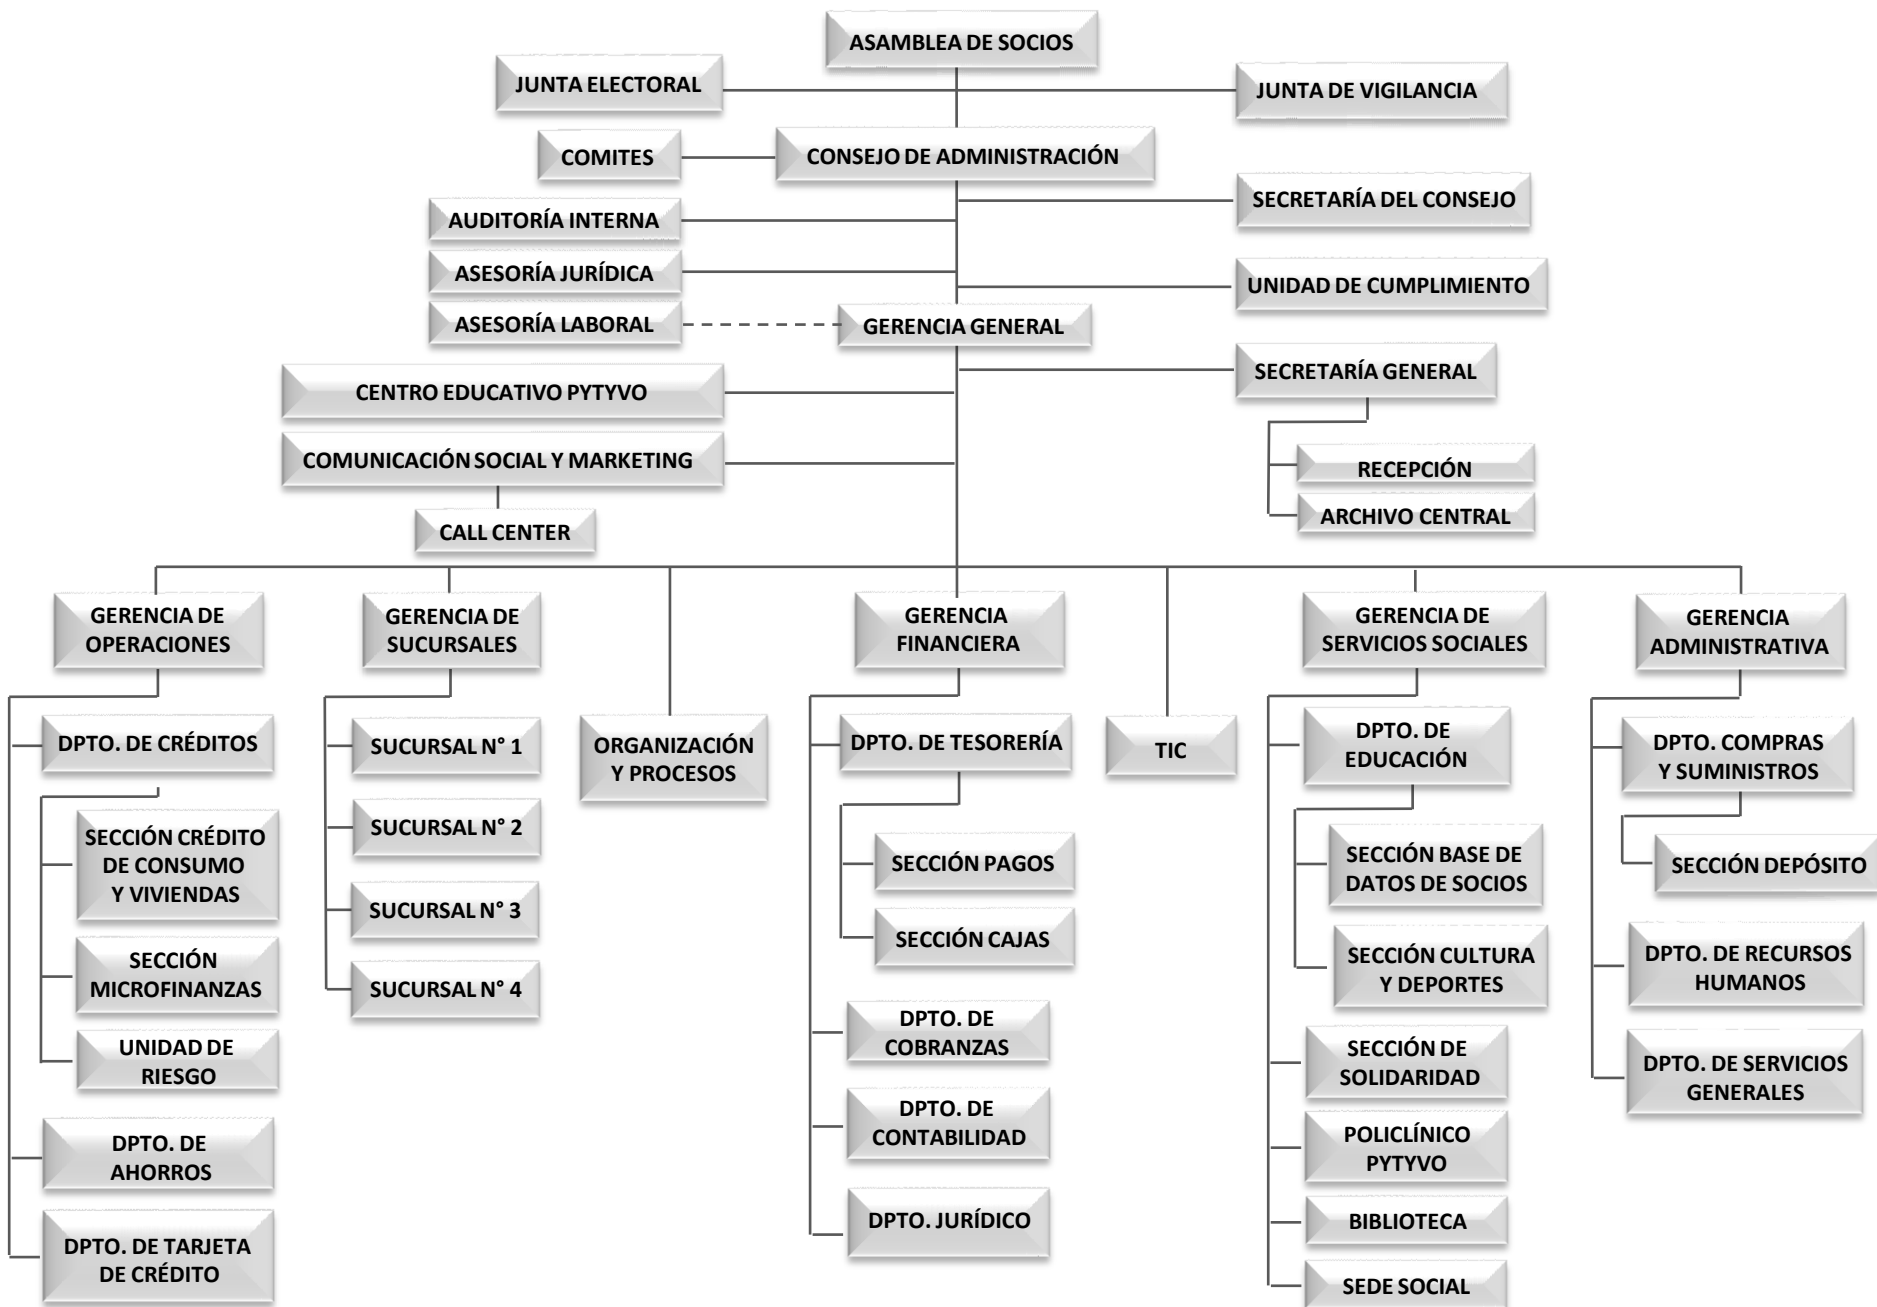 ASAMBLEA DE SOCIOS
JUNTA ELECTORAL
JUNTA DE VIGILANCIA
COMITES
CONSEJO DE ADMINISTRACIÓN
SECRETARÍA DEL CONSEJO
AUDITORÍA INTERNA
ASESORÍA JURÍDICA
UNIDAD DE CUMPLIMIENTO
ASESORÍA LABORAL
GERENCIA GENERAL
SECRETARÍA GENERAL
CENTRO EDUCATIVO PYTYVO
COMUNICACIÓN SOCIAL Y MARKETING
RECEPCIÓN
ARCHIVO CENTRAL
CALL CENTER
GERENCIA DE
OPERACIONES
DPTO. DE CRÉDITOS
SECCIÓN CRÉDITO
DE CONSUMO
Y VIVIENDAS
SECCIÓN
MICROFINANZAS
UNIDAD DE
RIESGO
DPTO. DE
AHORROS
DPTO. DE TARJETA
DE CRÉDITO
GERENCIA DE
SUCURSALES
SUCURSAL N° 1
SUCURSAL N° 2
SUCURSAL N° 3
SUCURSAL N° 4
ORGANIZACIÓN
Y PROCESOS
GERENCIA
FINANCIERA
DPTO. DE TESORERÍA
SECCIÓN PAGOS
SECCIÓN CAJAS
DPTO. DE
COBRANZAS
DPTO. DE
CONTABILIDAD
DPTO. JURÍDICO
TIC
GERENCIA DE
SERVICIOS SOCIALES
DPTO. DE
EDUCACIÓN
SECCIÓN BASE DE
DATOS DE SOCIOS
SECCIÓN CULTURA
Y DEPORTES
SECCIÓN DE
SOLIDARIDAD
POLICLÍNICO
PYTYVO
BIBLIOTECA
SEDE SOCIAL
GERENCIA
ADMINISTRATIVA
DPTO. COMPRAS
Y SUMINISTROS
SECCIÓN DEPÓSITO
DPTO. DE RECURSOS
HUMANOS
DPTO. DE SERVICIOS
GENERALES